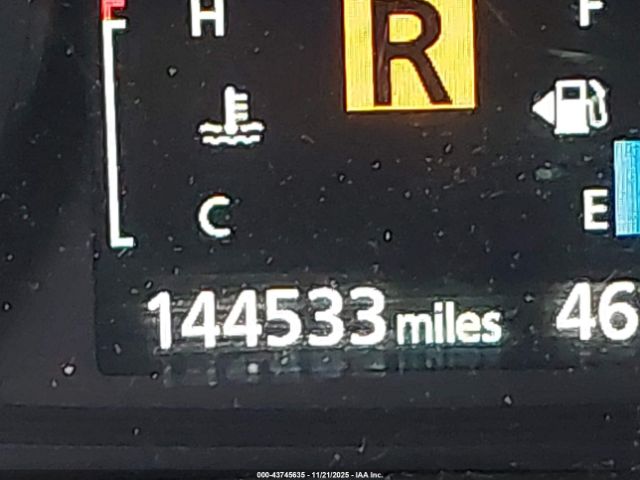 H R F
C E
144533 miles 46
000-43745635 - 11/21/2025 - IAA Inc.